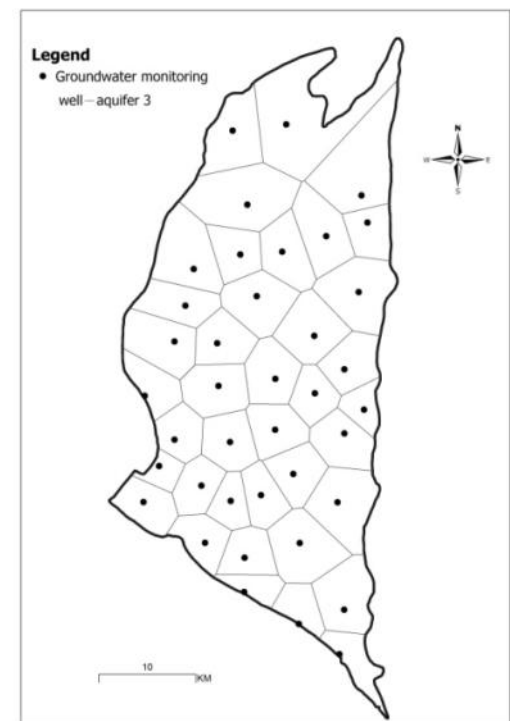 Legend
Groundwater monitoring
well – aquifer 3
N
W E
S
10
KM